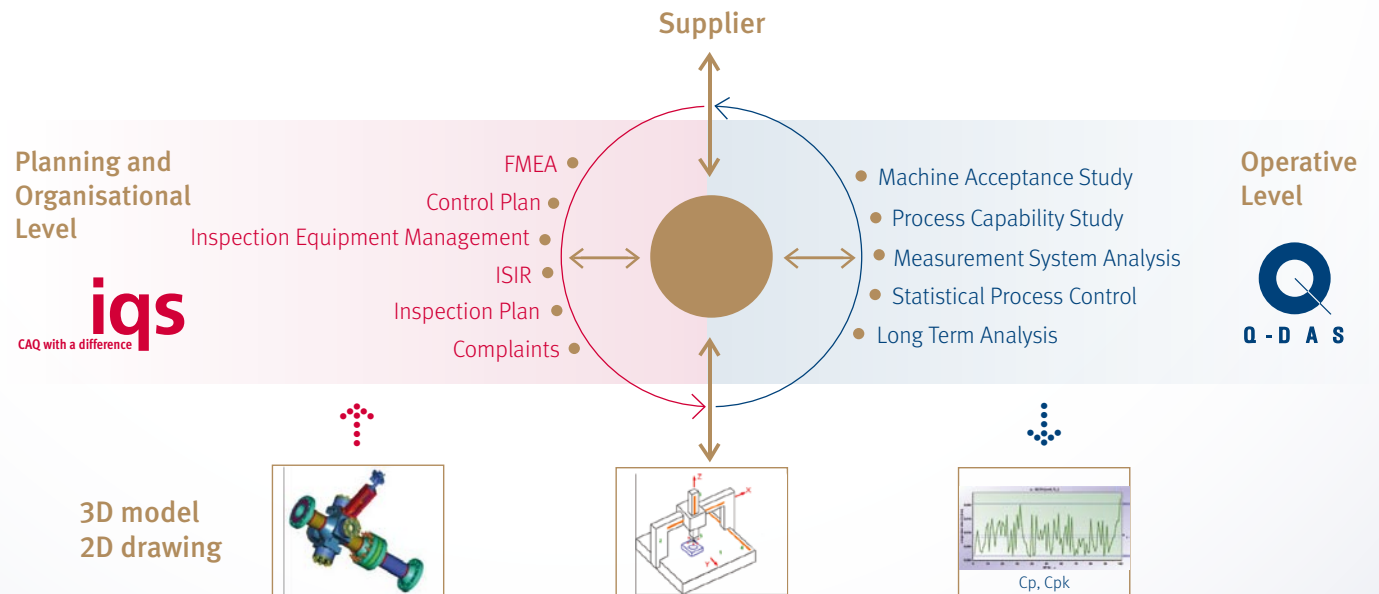 Supplier
Planning and
Organisational
Level
iqs
CAQ with a difference
FMEA
Control Plan
Inspection Equipment Management
ISIR
Inspection Plan
Complaints
Machine Acceptance Study
Process Capability Study
Measurement System Analysis
Statistical Process Control
Long Term Analysis
Operative
Level
Q-DAS
3D model
2D drawing
Z
X
Y
Cp, Cpk